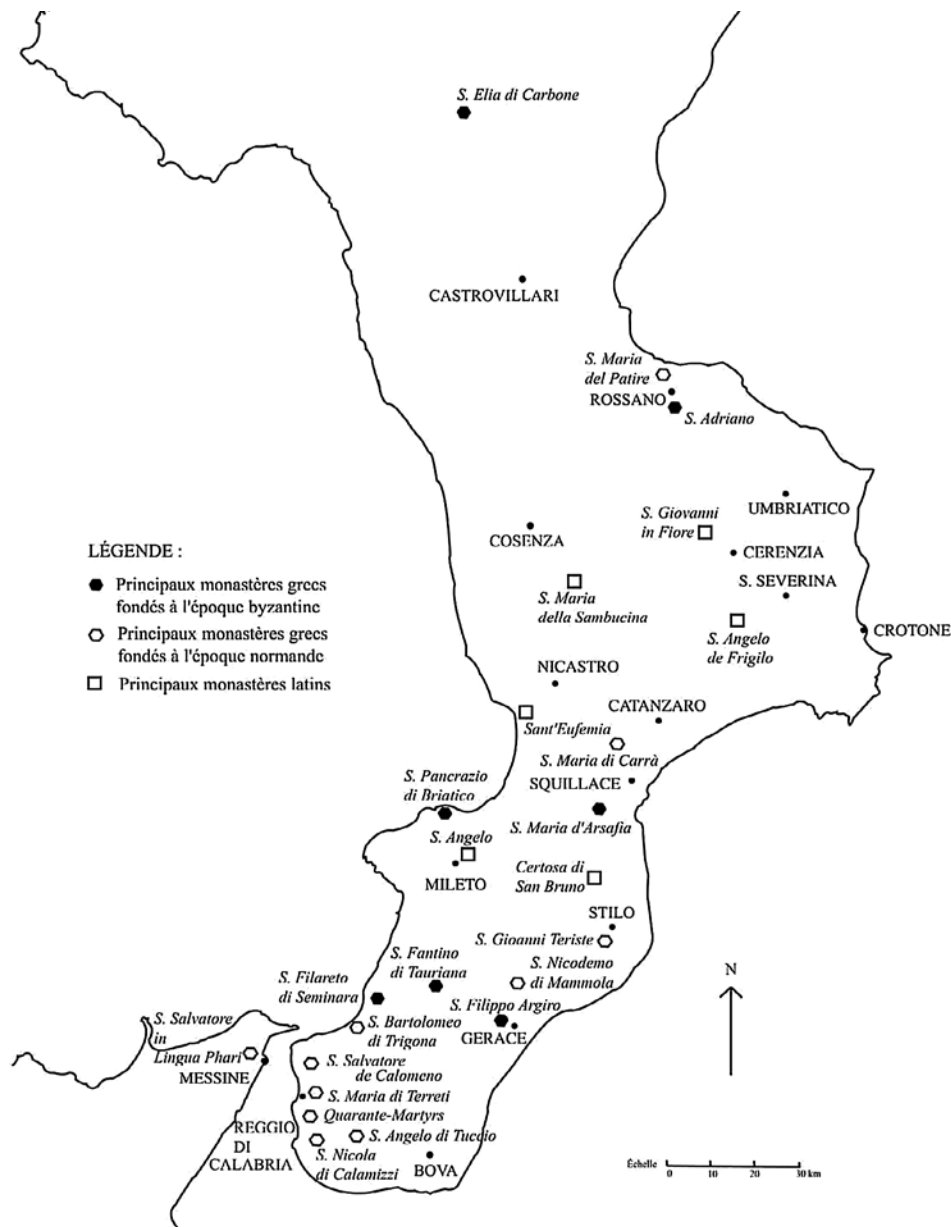 S. Elia di Carbone
CASTROVILLARI
S. Maria
del Patire
ROSSANO
S. Adriano
UMBRIATICO
S. Giovanni
in Fiore
COSENZA
CERENZIA
LÉGENDE :
Principaux monastères grecs
fondés à l'époque byzantine
Principaux monastères grecs
fondés à l'époque normande
Principaux monastères latins
S. SEVERINA
S. Maria
della Sambucina
CROTONE
S. Angelo
de Frigilo
NICASTRO
CATANZARO
Sant'Eufemia
S. Maria di Carrà
SQUILLACE
S. Pancrazio
di Briatico
S. Maria d'Arsafia
S. Angelo
MILETO
Certosa di
San Bruno
STILO
S. Gioanni Teriste
S. Fantino
di Tauriana
S. Nicodemo
di Mammola
S. Filareto
di Seminara
S. Filippo Argiro
GERACE
S. Salvatore
in
Lingua Phari
MESSINE
S. Bartolomeo
di Trigona
S. Salvatore
de Calomeno
S. Maria di Terreti
Quarante-Martyrs
REGGIO
DI
CALABRIA
S. Angelo di Tuccio
S. Nicola
di Calamizzi
BOVA
N
Échelle
0 10 20 30 km